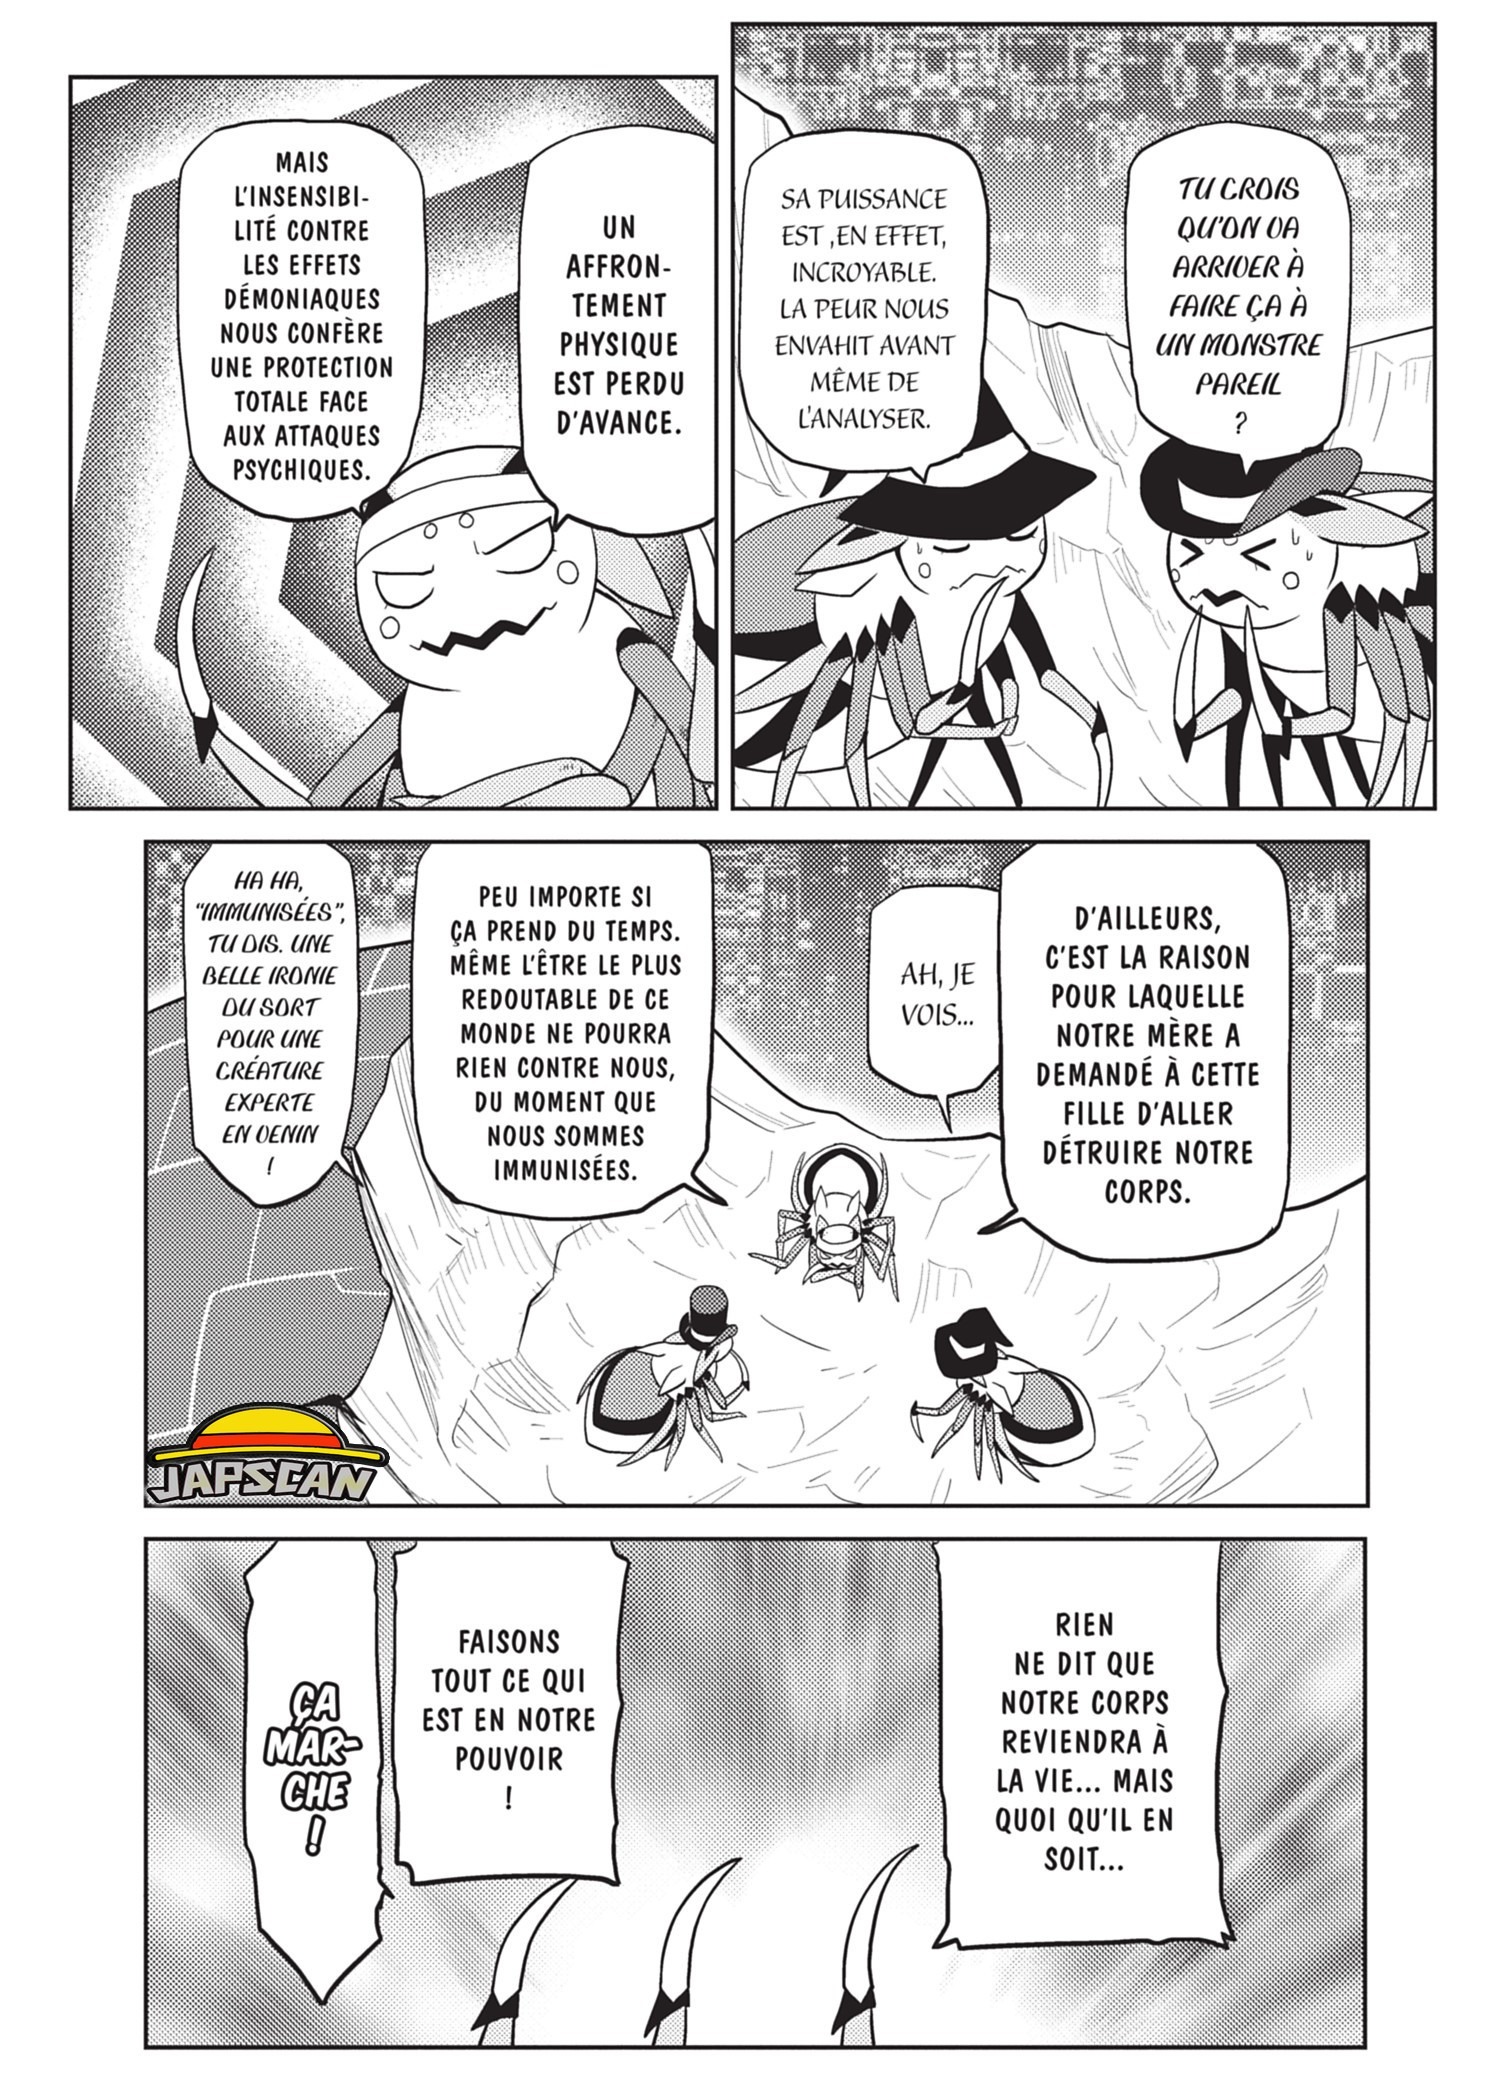 TU CROIS
QU'ON VA
ARRIVER À
FAIRE ÇA À
UN MONSTRE
PAREIL
?
SA PUISSANCE
EST ,EN EFFET,
INCROYABLE.
LA PEUR NOUS
ENVAHIT AVANT
MÊME DE
L'ANALYSER.
UN
AFFRON-
TEMENT
PHYSIQUE
EST PERDU
D'AVANCE.
MAIS
L'INSENSIBI-
LITÉ CONTRE
LES EFFETS
DÉMONIAQUES
NOUS CONFÈRE
UNE PROTECTION
TOTALE FACE
AUX ATTAQUES
PSYCHIQUES.
D'AILLEURS,
C'EST LA RAISON
POUR LAQUELLE
NOTRE MÈRE A
DEMANDÉ À CETTE
FILLE D'ALLER
DÉTRUIRE NOTRE
CORPS.
AH, JE
VOIS...
PEU IMPORTE SI
ÇA PREND DU TEMPS.
MÊME L'ÊTRE LE PLUS
REDOUTABLE DE CE
MONDE NE POURRA
RIEN CONTRE NOUS,
DU MOMENT QUE
NOUS SOMMES
IMMUNISÉES.
HA HA,
"IMMUNISÉES",
TU DIS. UNE
BELLE IRONIE
DU SORT
POUR UNE
CRÉATURE
EXPERTE
EN VENIN
!
JAPSCAN
RIEN
NE DIT QUE
NOTRE CORPS
REVIENDRA À
LA VIE... MAIS
QUOI QU'IL EN
SOIT...
FAISONS
TOUT CE QUI
EST EN NOTRE
POUVOIR
!
ÇA
MAR-
CHE
!